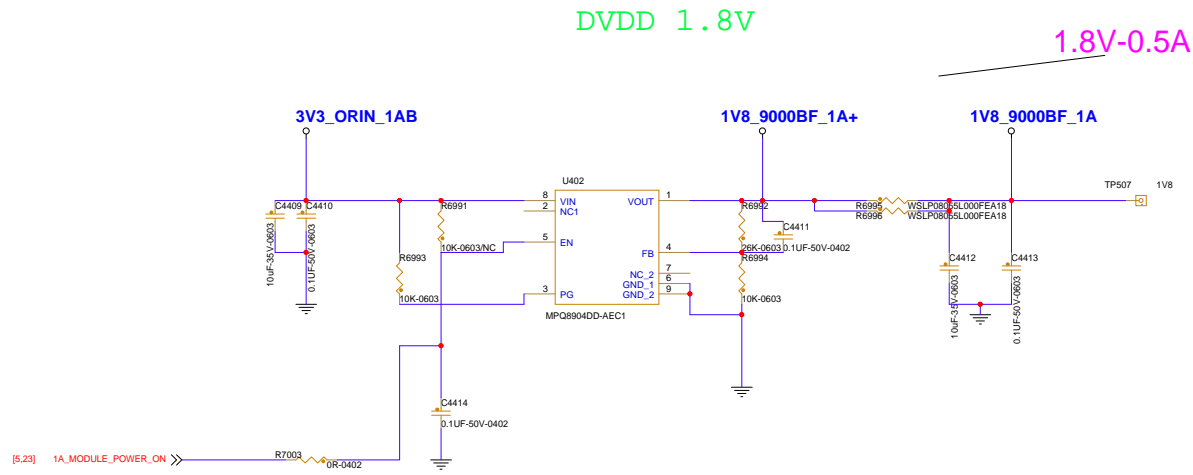 DVDD 1.8V
1.8V-0.5A
3V3_ORIN_1AB
1V8_9000BF_1A+
1V8_9000BF_1A
U402
TP507
1V8
C4409
C4410
10uF-35V-0603
0.1UF-50V-0603
R6991
10K-0603/NC
R6993
10K-0603
8
VIN
2
NC1
5
EN
3
PG
VOUT
1
FB
4
NC_2
7
GND_1
6
GND_2
9
MPQ8904DD-AEC1
R6992
26K-0603
C4411
0.1UF-50V-0402
R6994
10K-0603
R6995
WSLP08055L000FEA18
R6996
WSLP08055L000FEA18
C4412
10uF-35V-0603
C4413
0.1UF-50V-0603
C4414
0.1UF-50V-0402
[5,23] 1A_MODULE_POWER_ON
R7003
0R-0402